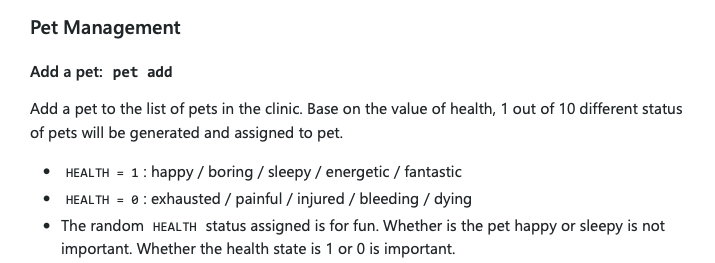 Pet Management
Add a pet: pet add
Add a pet to the list of pets in the clinic. Base on the value of health, 1 out of 10 different status
of pets will be generated and assigned to pet.
• HEALTH = 1 : happy / boring / sleepy / energetic / fantastic
• HEALTH = 0 : exhausted / painful / injured / bleeding / dying
• The random HEALTH status assigned is for fun. Whether is the pet happy or sleepy is not
important. Whether the health state is 1 or 0 is important.